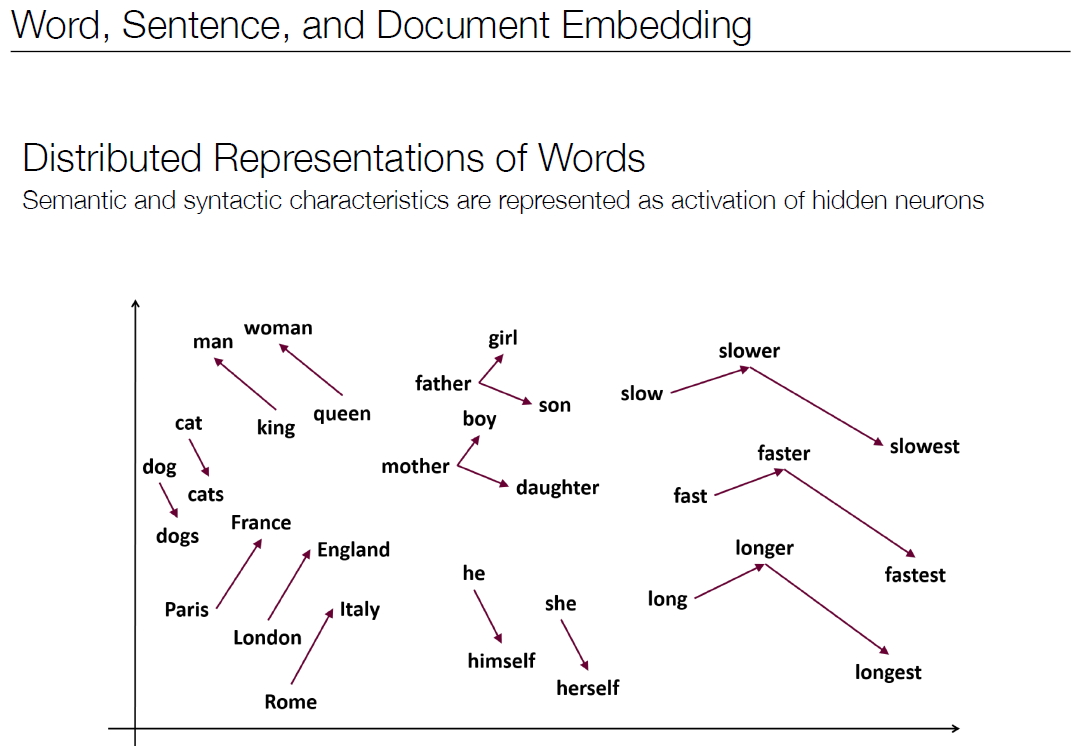 Word, Sentence, and Document Embedding
Distributed Representations of Words
Semantic and syntactic characteristics are represented as activation of hidden neurons
man
woman
king
queen
cat
cats
dog
dogs
France
England
Italy
Paris
London
Rome
girl
father
son
boy
mother
daughter
he
himself
she
herself
slow
slower
slowest
fast
faster
fastest
long
longer
longest